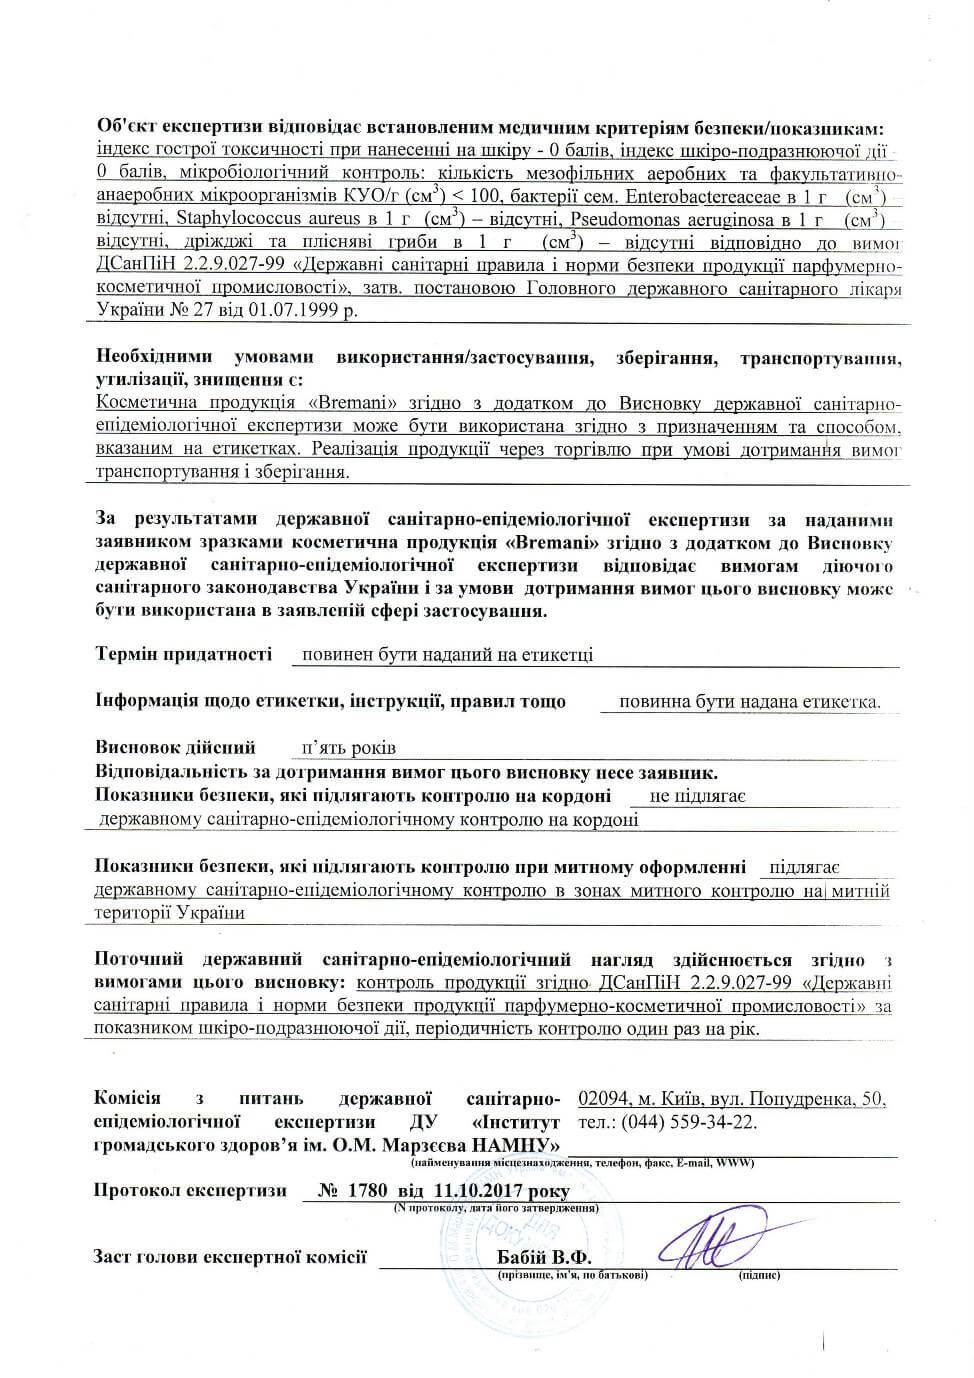 Об'єкт експертизи відповідає встановленим медичним критеріям безпеки/показникам:
індекс гострої токсичності при нанесенні на шкіру - 0 балів, індекс шкіро-подразнюючої дії -
0 балів, мікробіологічний контроль: кількість мезофільних аеробних та факультативно-
анаеробних мікроорганізмів КУО/г (см³) < 100, бактерії сем. Enterobactereaceae в 1 г (см³) –
відсутні, Staphylococcus aureus в 1 г (см³) – відсутні, Pseudomonas aeruginosa в 1 г (см³) –
відсутні, дріжджі та плісняві гриби в 1 г (см³) – відсутні відповідно до вимог
ДСанПіН 2.2.9.027-99 «Державні санітарні правила і норми безпеки продукції парфумерно-
косметичної промисловості», затв. постановою Головного державного санітарного лікаря
України № 27 від 01.07.1999 р.
Необхідними умовами використання/застосування, зберігання, транспортування,
утилізації, знищення є:
Косметична продукція «Bremani» згідно з додатком до Висновку державної санітарно-
епідеміологічної експертизи може бути використана згідно з призначенням та способом,
вказаним на етикетках. Реалізація продукції через торгівлю при умові дотримання вимог
транспортування і зберігання.
За результатами державної санітарно-епідеміологічної експертизи за наданими
заявником зразками косметична продукція «Bremani» згідно з додатком до Висновку
державної санітарно-епідеміологічної експертизи відповідає вимогам діючого
санітарного законодавства України і за умови дотримання вимог цього висновку може
бути використана в заявленій сфері застосування.
Термін придатності повинен бути наданий на етикетці
Інформація щодо етикетки, інструкції, правил тощо повинна бути надана етикетка.
Висновок дійсний п’ять років
Відповідальність за дотримання вимог цього висновку несе заявник.
Показники безпеки, які підлягають контролю на кордоні не підлягає
державному санітарно-епідеміологічному контролю на кордоні
Показники безпеки, які підлягають контролю при митному оформленні підлягає
державному санітарно-епідеміологічному контролю в зонах митного контролю на митній
території України
Поточний державний санітарно-епідеміологічний нагляд здійснюється згідно з
вимогами цього висновку: контроль продукції згідно ДСанПіН 2.2.9.027-99 «Державні
санітарні правила і норми безпеки продукції парфумерно-косметичної промисловості» за
показником шкіро-подразнюючої дії, періодичність контролю один раз на рік.
Комісія з питань державної санітарно- 02094, м. Київ, вул. Попудренка, 50,
епідеміологічної експертизи ДУ «Інститут тел.: (044) 559-34-22.
громадського здоров’я ім. О.М. Марзєєва НАМНУ»
(найменування місцезнаходження, телефон, факс, E-mail, WWW)
Протокол експертизи № 1780 від 11.10.2017 року
(N протоколу, дата його затвердження)
Заст голови експертної комісії Бабій В.Ф.
(прізвище, ім'я, по батькові) (підпис)